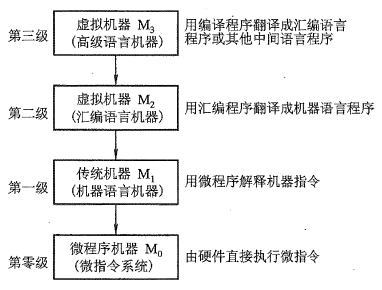 第三级
虚拟机器 M3
(高级语言机器)
用编译程序翻译成汇编语言
程序或其他中间语言程序
第二级
虚拟机器 M2
(汇编语言机器)
用汇编程序翻译成机器语言程序
第一级
传统机器 M1
(机器语言机器)
用微程序解释机器指令
第零级
微程序机器 M0
(微指令系统)
由硬件直接执行微指令